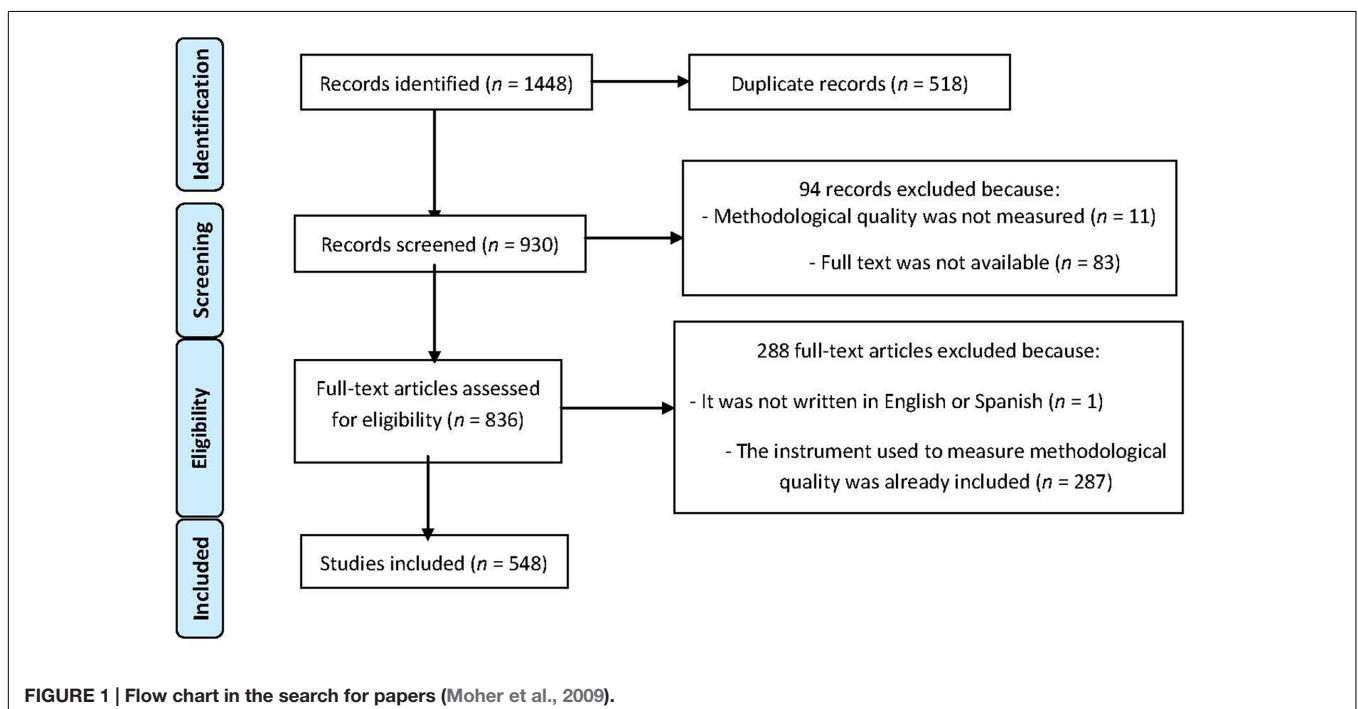 Identification
Records identified (n = 1448)
Duplicate records (n = 518)
Screening
Records screened (n = 930)
94 records excluded because:
- Methodological quality was not measured (n = 11)
- Full text was not available (n = 83)
Eligibility
Full-text articles assessed
for eligibility (n = 836)
288 full-text articles excluded because:
- It was not written in English or Spanish (n = 1)
- The instrument used to measure methodological
quality was already included (n = 287)
Included
Studies included (n = 548)
FIGURE 1 | Flow chart in the search for papers (Moher et al., 2009).